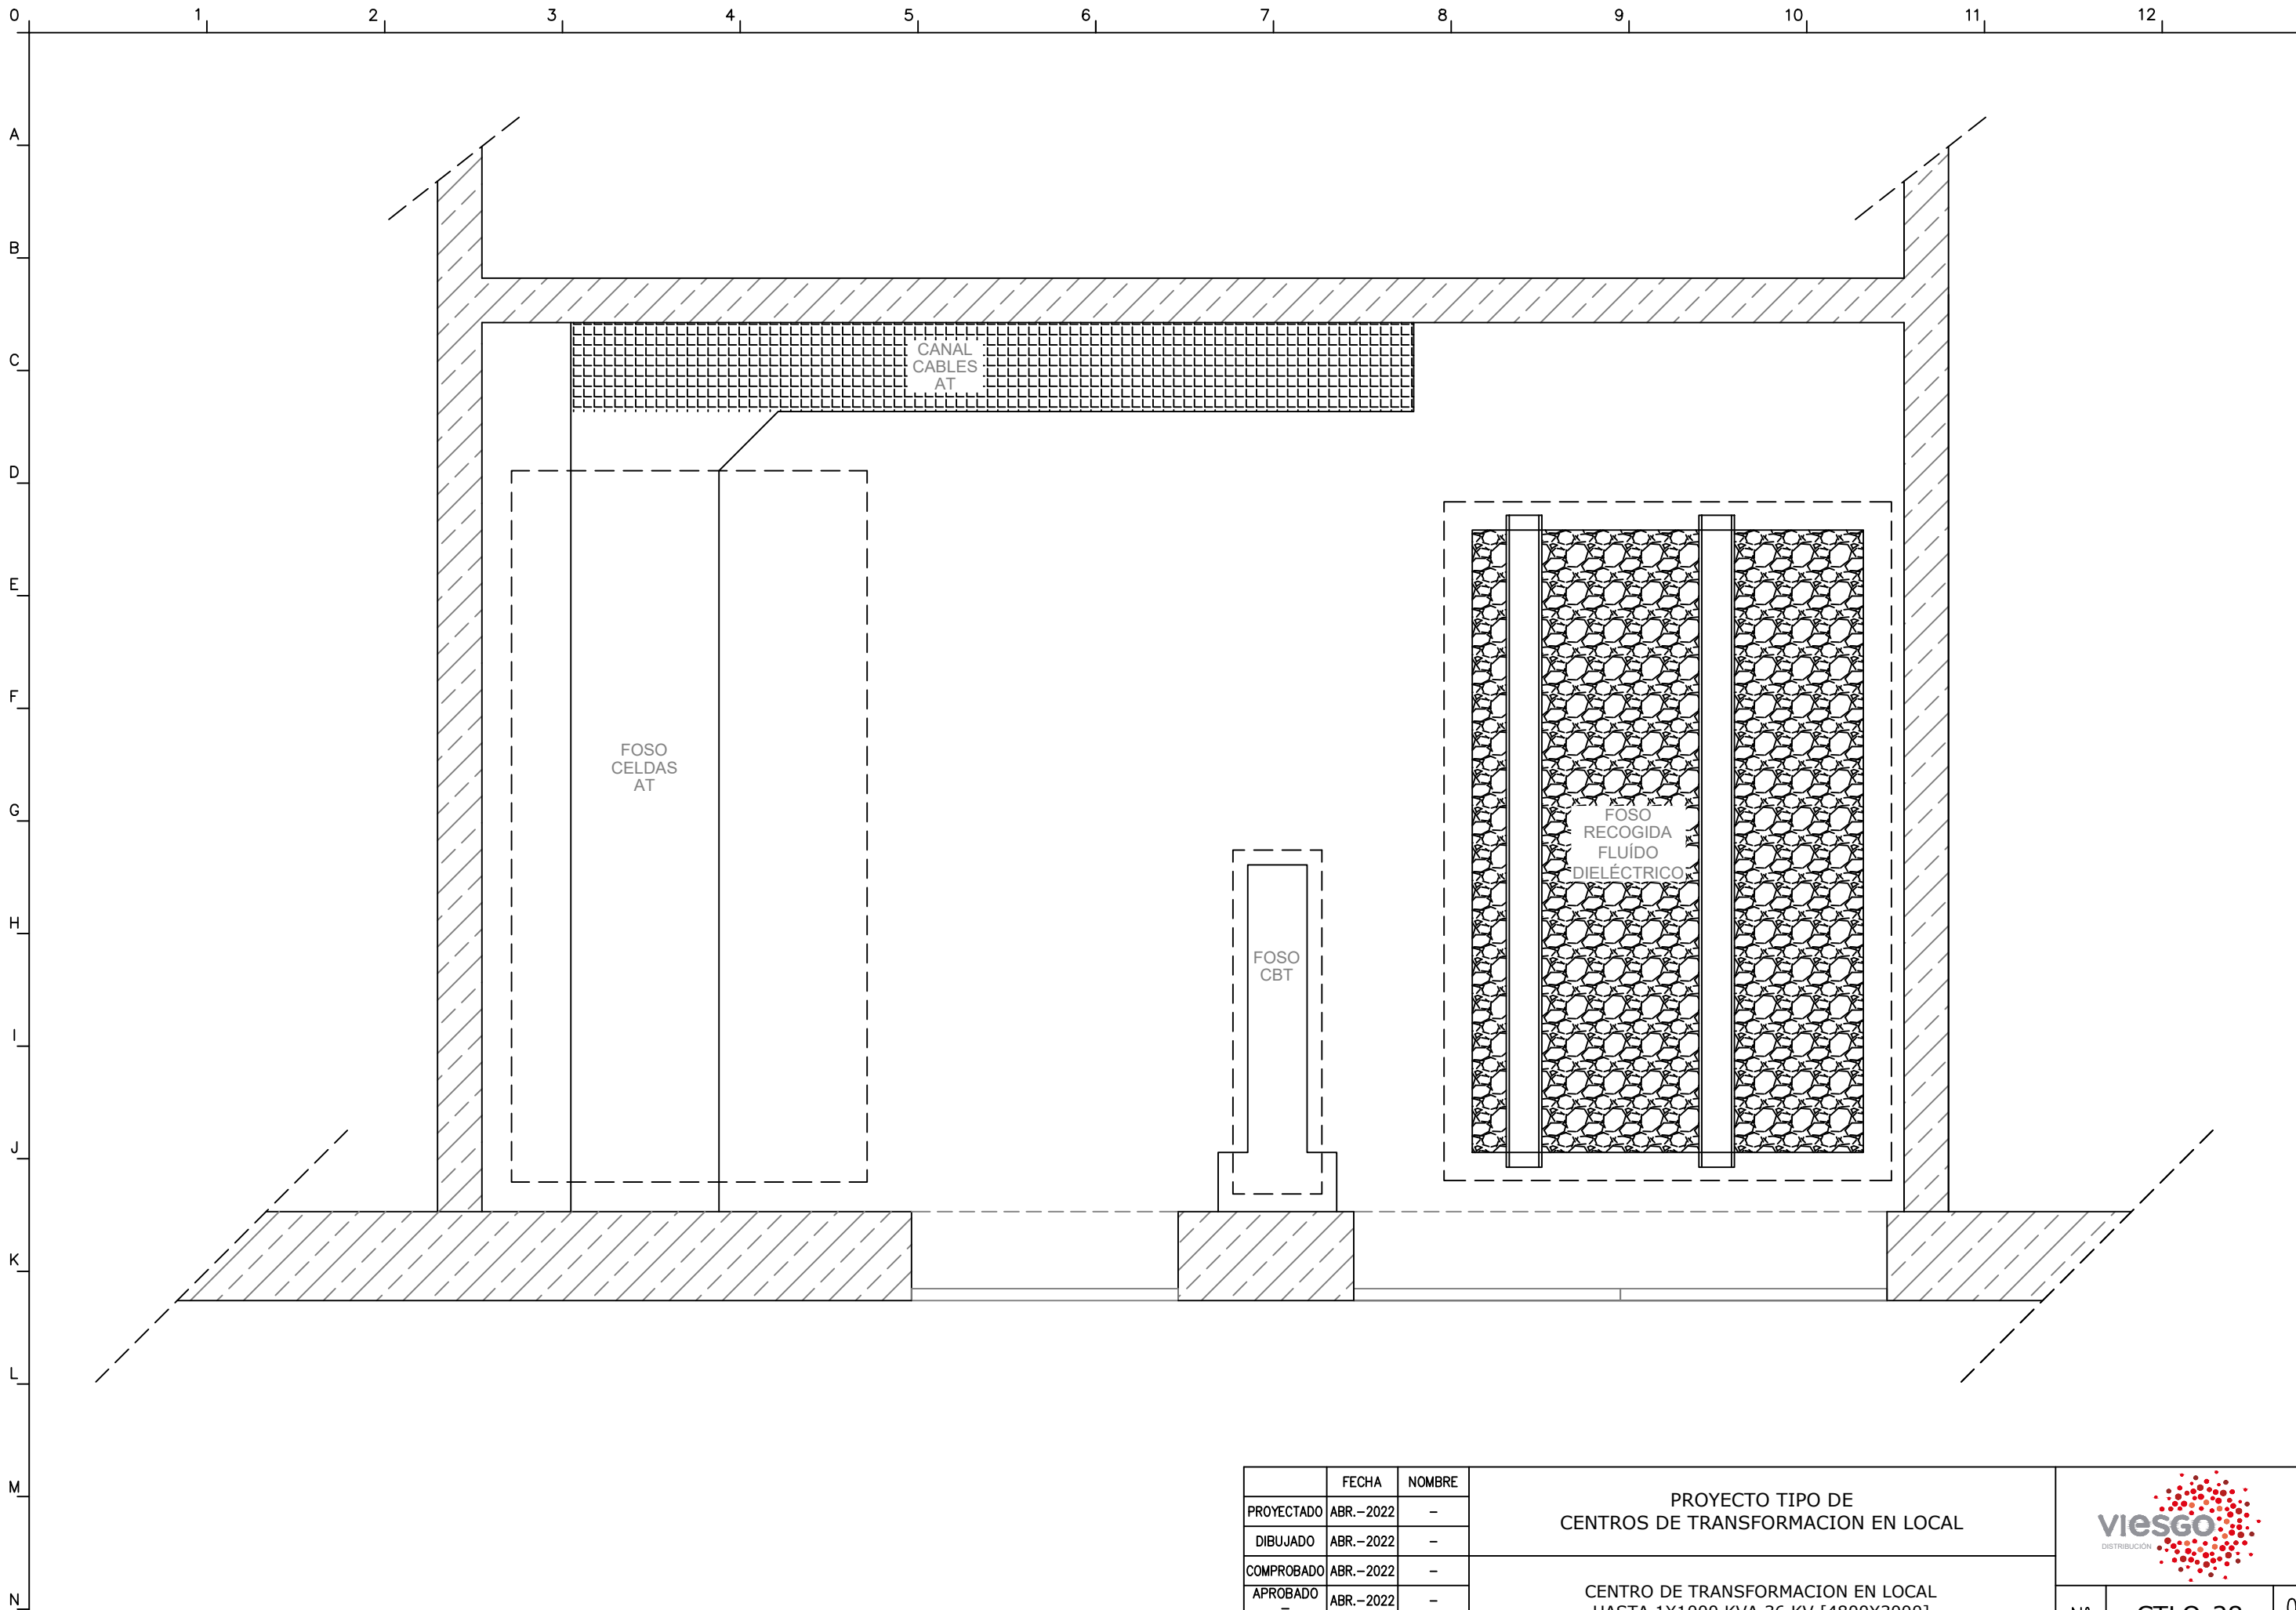 0 1 2 3 4 5 6 7 8 9 10 11 12
A
B
C
D
E
F
G
H
I
J
K
L
M
N
CANAL
CABLES
AT
FOSO
CELDAS
AT
FOSO
RECOGIDA
FLUÍDO
DIELÉCTRICO
FOSO
CBT
FECHA NOMBRE
PROYECTADO ABR.-2022 -
DIBUJADO ABR.-2022 -
COMPROBADO ABR.-2022 -
APROBADO ABR.-2022 -
PROYECTO TIPO DE
CENTROS DE TRANSFORMACION EN LOCAL
CENTRO DE TRANSFORMACION EN LOCAL
viesgo
DISTRIBUCIÓN